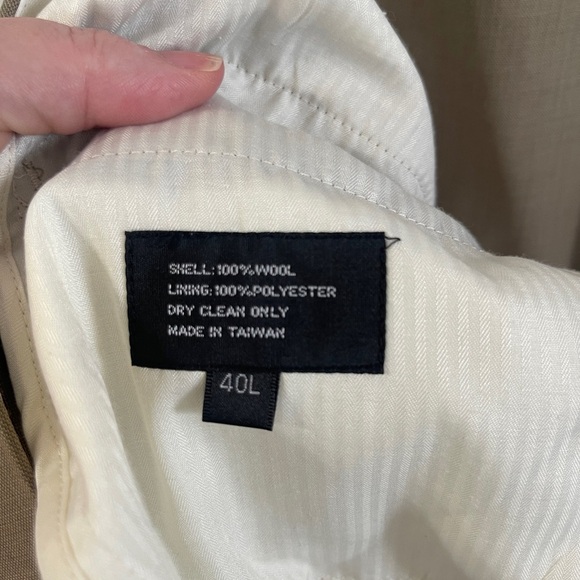 SHELL:100%WOOL
LINING:100%POLYESTER
DRY CLEAN ONLY
MADE IN TAIWAN
40L